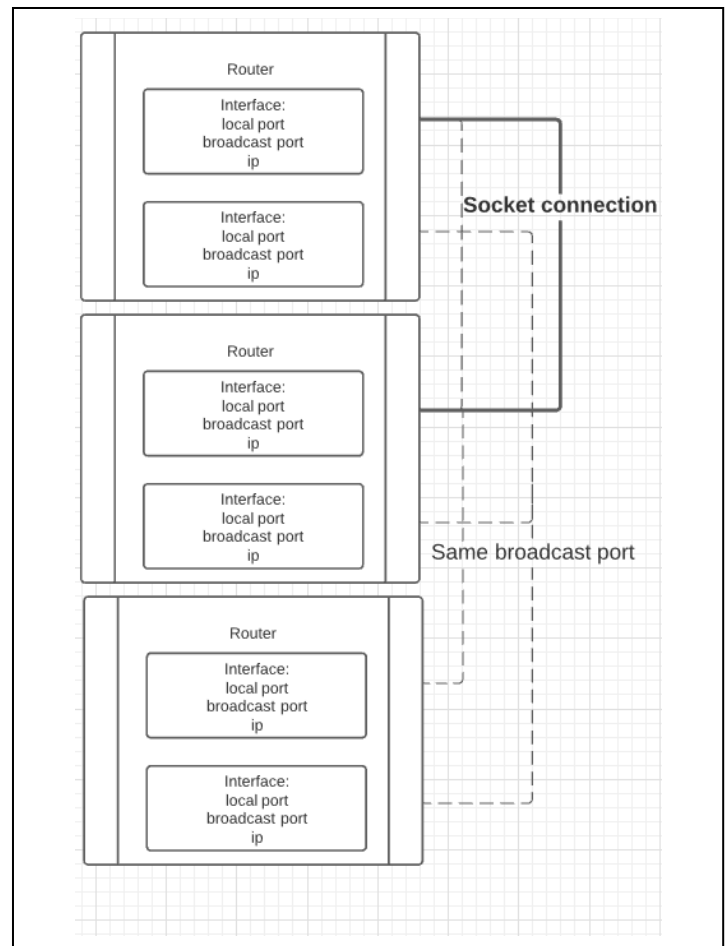 Router
Interface:
local port
broadcast port
ip
Socket connection
Interface:
local port
broadcast port
ip
Router
Interface:
local port
broadcast port
ip
Interface:
local port
broadcast port
ip
Same broadcast port
Router
Interface:
local port
broadcast port
ip
Interface:
local port
broadcast port
ip